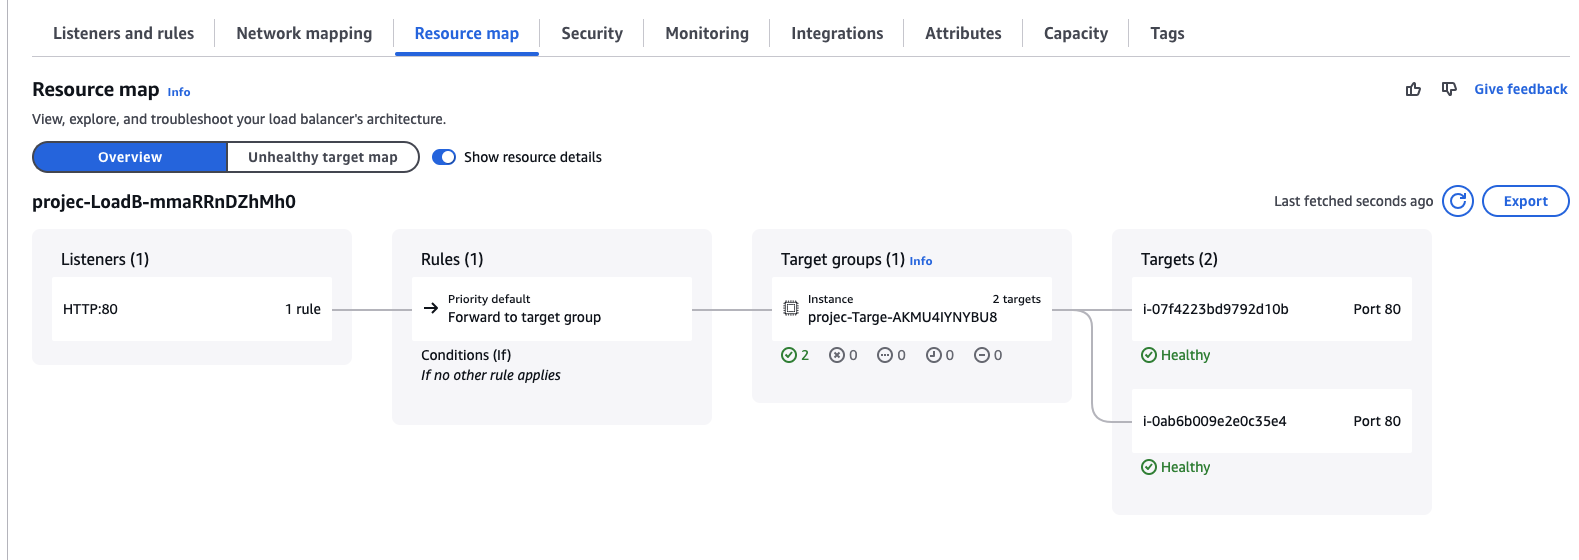 Listeners and rules
Network mapping
Resource map
Security
Monitoring
Integrations
Attributes
Capacity
Tags
Resource map Info
Give feedback
View, explore, and troubleshoot your load balancer's architecture.
Overview
Unhealthy target map
Show resource details
projec-LoadB-mmaRRnDZhMh0
Last fetched seconds ago
Export
Listeners (1)
HTTP:80 1 rule
Rules (1)
Priority default
Forward to target group
Conditions (If)
If no other rule applies
Target groups (1) Info
Instance 2 targets
projec-Targe-AKMU4IYNYBU8
2 0 0 0 0
Targets (2)
i-07f4223bd9792d10b Port 80
Healthy
i-0ab6b009e2e0c35e4 Port 80
Healthy